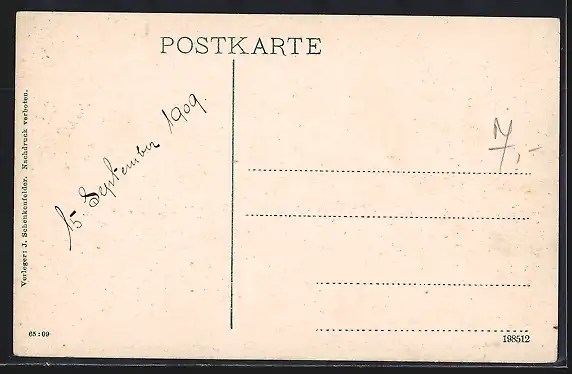 POSTKARTE
Verleger: J. Schenkenfelder. Nachdruck verboten.
15. September 1909.
7,-
65:09
198512